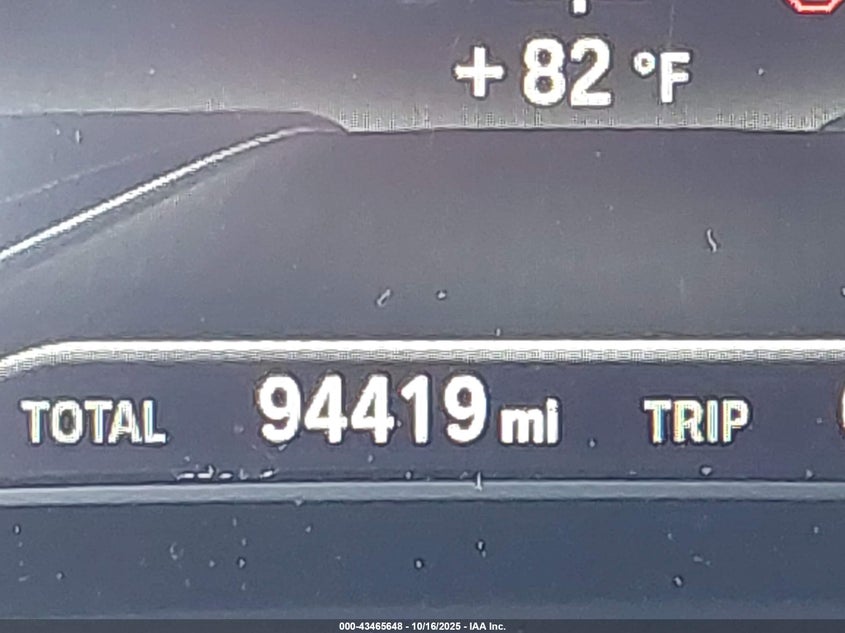 + 82 °F
TOTAL 94419 mi TRIP
000-43465648 - 10/16/2025 - IAA Inc.